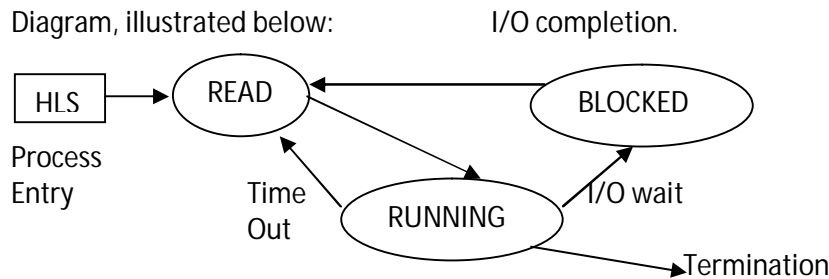 Diagram, illustrated below: I/O completion.
HLS READ BLOCKED
Process
Entry
Time
Out
RUNNING
I/O wait
Termination